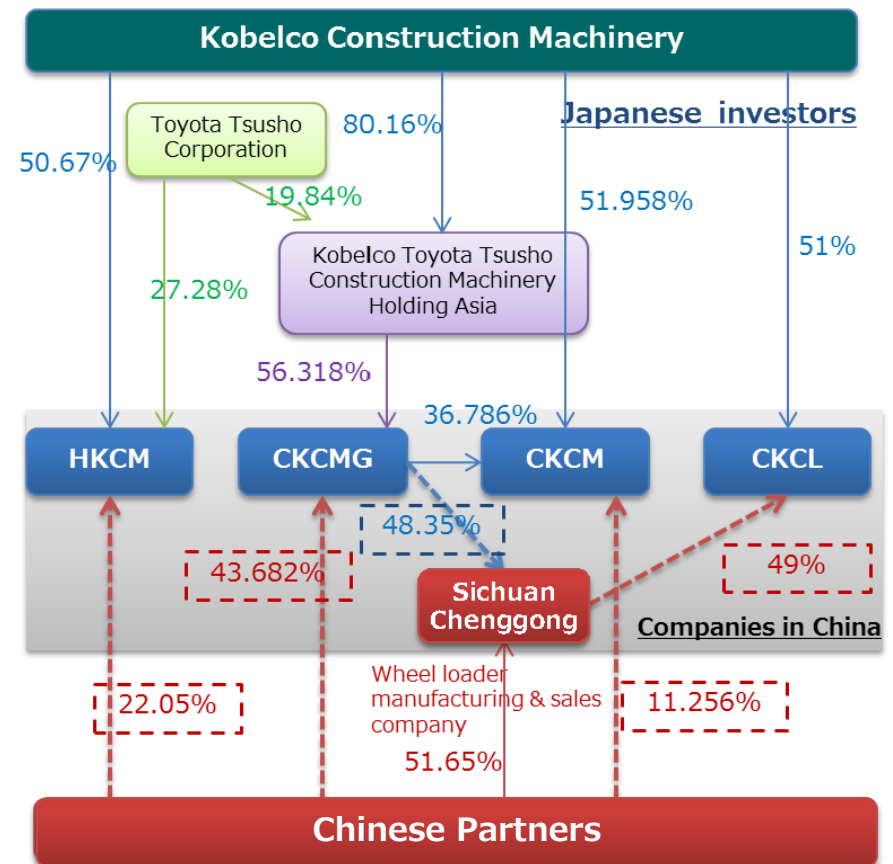 Kobelco Construction Machinery
Japanese investors
Toyota Tsusho
Corporation
80.16%
50.67%
19.84%
51.958%
51%
Kobelco Toyota Tsusho
Construction Machinery
Holding Asia
27.28%
56.318%
36.786%
HKCM
CKCMG
CKCM
CKCL
48.35%
43.682%
49%
Sichuan
Chenggong
Companies in China
Wheel loader
manufacturing & sales
company
22.05%
11.256%
51.65%
Chinese Partners